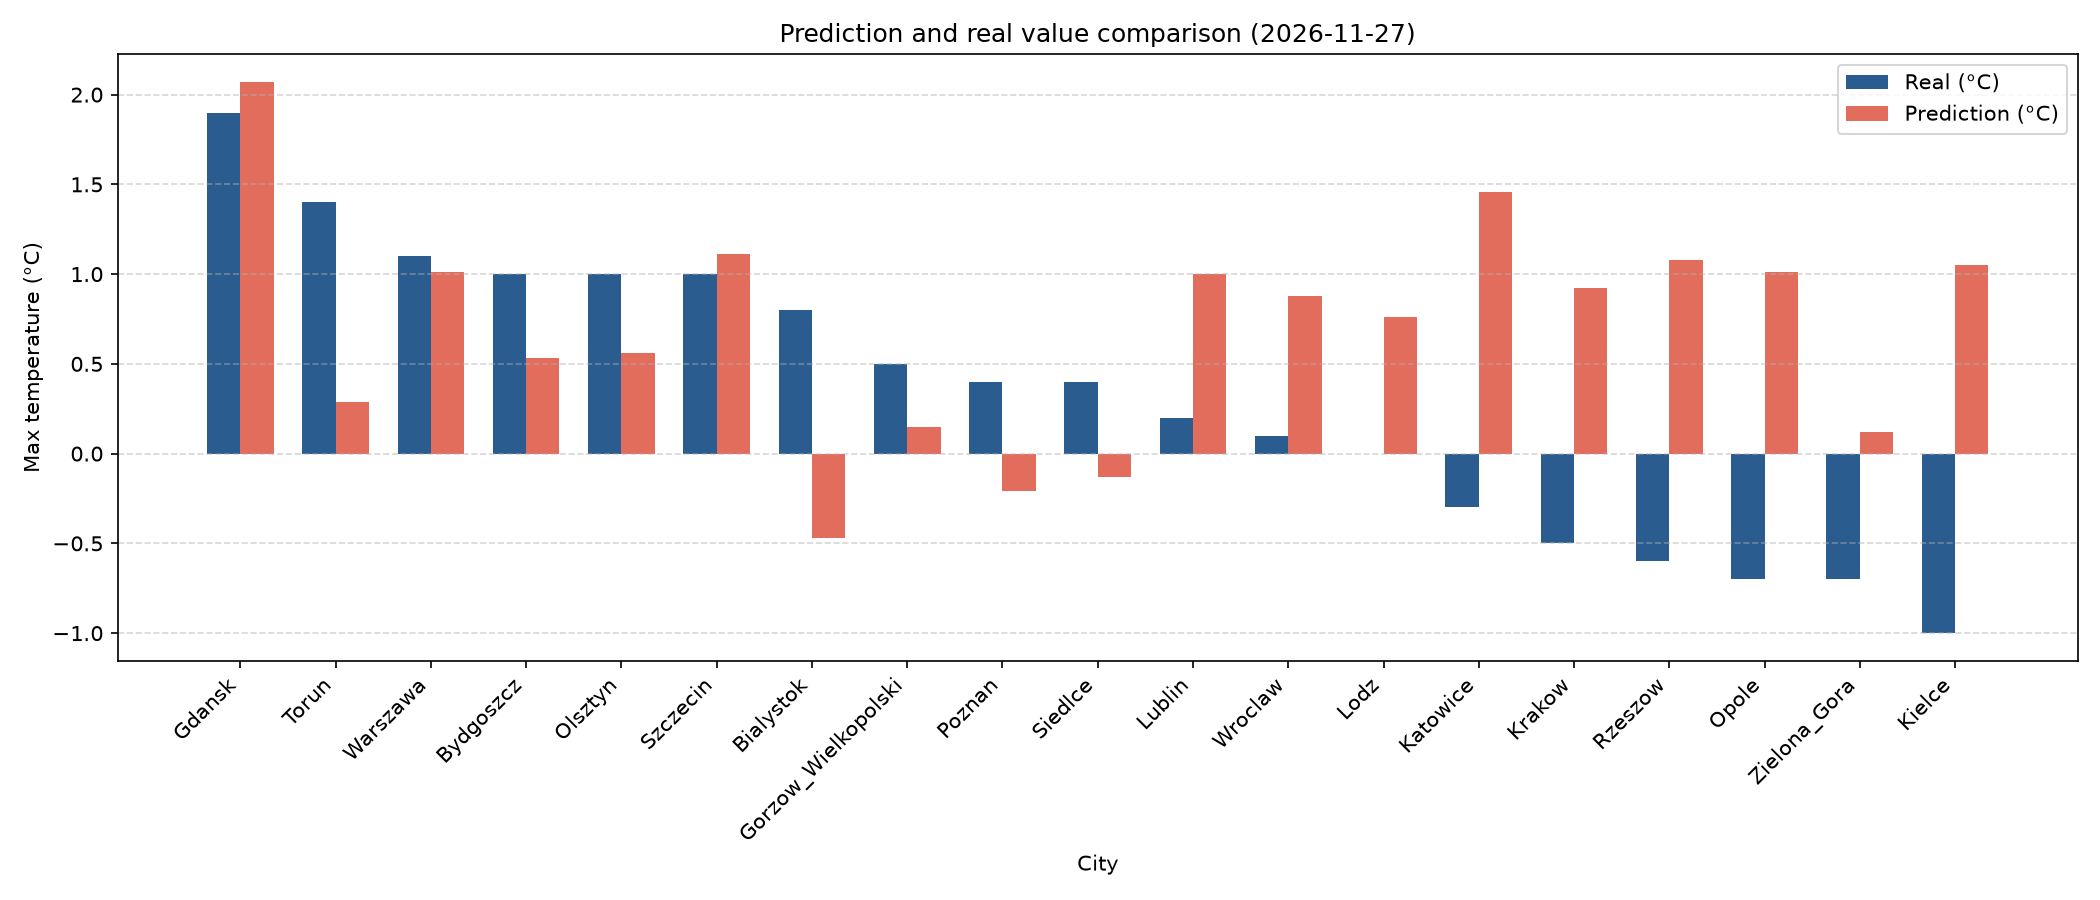 Prediction and real value comparison (2026-11-27)
Real (°C)
Prediction (°C)
Max temperature (°C)
2.0
1.5
1.0
0.5
0.0
−0.5
−1.0
Gdansk
Torun
Warszawa
Bydgoszcz
Olsztyn
Szczecin
Bialystok
Gorzow_Wielkopolski
Poznan
Siedlce
Lublin
Wroclaw
Lodz
Katowice
Krakow
Rzeszow
Opole
Zielona_Gora
Kielce
City